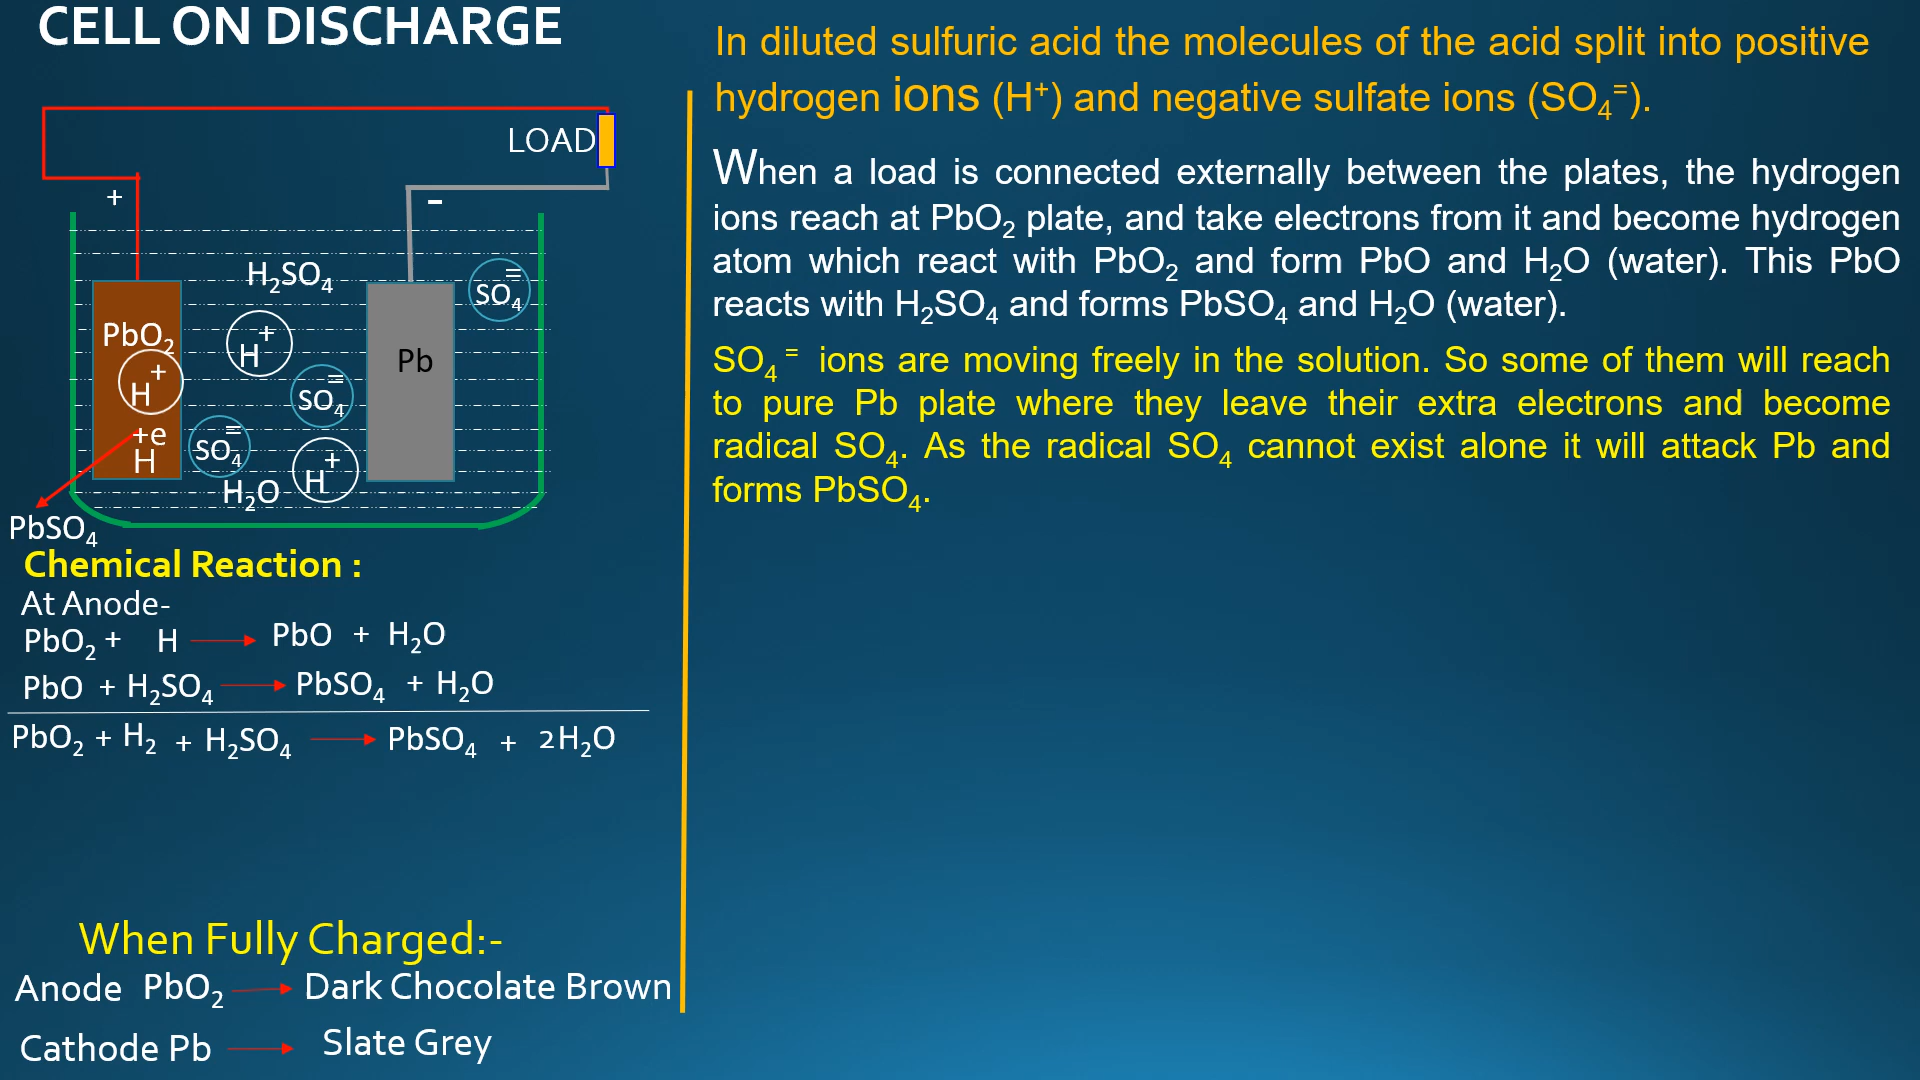 CELL ON DISCHARGE
LOAD
+
–
H₂SO₄
SO₄⁼
PbO₂
H⁺
H⁺
Pb
SO₄⁼
+e
H
SO₄⁼
H⁺
H₂O
PbSO₄
Chemical Reaction :
At Anode-
PbO₂ + H → PbO + H₂O
PbO + H₂SO₄ → PbSO₄ + H₂O
PbO₂ + H₂ + H₂SO₄ → PbSO₄ + 2H₂O
When Fully Charged:-
Anode PbO₂ → Dark Chocolate Brown
Cathode Pb → Slate Grey
In diluted sulfuric acid the molecules of the acid split into positive
hydrogen ions (H⁺) and negative sulfate ions (SO₄⁼).
When a load is connected externally between the plates, the hydrogen
ions reach at PbO₂ plate, and take electrons from it and become hydrogen
atom which react with PbO₂ and form PbO and H₂O (water). This PbO
reacts with H₂SO₄ and forms PbSO₄ and H₂O (water).
SO₄⁼ ions are moving freely in the solution. So some of them will reach
to pure Pb plate where they leave their extra electrons and become
radical SO₄. As the radical SO₄ cannot exist alone it will attack Pb and
forms PbSO₄.